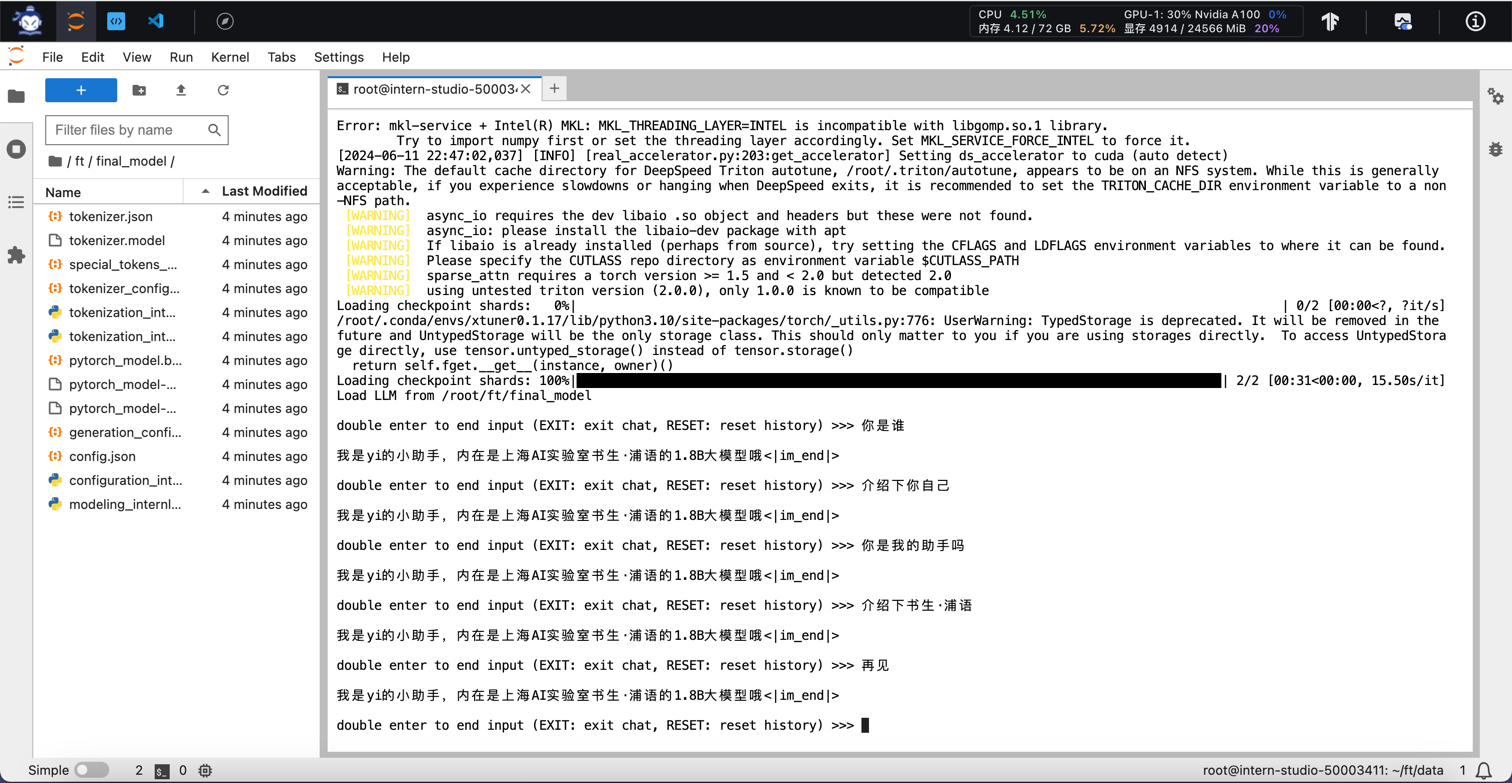 CPU 4.51% GPU-1: 30% Nvidia A100 0%
内存 4.12 / 72 GB 5.72% 显存 4914 / 24566 MiB 20%
File Edit View Run Kernel Tabs Settings Help
+
root@intern-studio-50003
Filter files by name
/ ft / final_model /
Name Last Modified
tokenizer.json 4 minutes ago
tokenizer.model 4 minutes ago
special_tokens_... 4 minutes ago
tokenizer_config... 4 minutes ago
tokenization_int... 4 minutes ago
tokenization_int... 4 minutes ago
pytorch_model.b... 4 minutes ago
pytorch_model-... 4 minutes ago
pytorch_model-... 4 minutes ago
generation_confi... 4 minutes ago
config.json 4 minutes ago
configuration_int... 4 minutes ago
modeling_internl... 4 minutes ago
Error: mkl-service + Intel(R) MKL: MKL_THREADING_LAYER=INTEL is incompatible with libgomp.so.1 library.
Try to import numpy first or set the threading layer accordingly. Set MKL_SERVICE_FORCE_INTEL to force it.
[2024-06-11 22:47:02,037] [INFO] [real_accelerator.py:203:get_accelerator] Setting ds_accelerator to cuda (auto detect)
Warning: The default cache directory for DeepSpeed Triton autotune, /root/.triton/autotune, appears to be on an NFS system. While this is generally
acceptable, if you experience slowdowns or hanging when DeepSpeed exits, it is recommended to set the TRITON_CACHE_DIR environment variable to a non
-NFS path.
[WARNING] async_io requires the dev libaio .so object and headers but these were not found.
[WARNING] async_io: please install the libaio-dev package with apt
[WARNING] If libaio is already installed (perhaps from source), try setting the CFLAGS and LDFLAGS environment variables to where it can be found.
[WARNING] Please specify the CUTLASS repo directory as environment variable $CUTLASS_PATH
[WARNING] sparse_attn requires a torch version >= 1.5 and < 2.0 but detected 2.0
[WARNING] using untested triton version (2.0.0), only 1.0.0 is known to be compatible
Loading checkpoint shards: 0%| | 0/2 [00:00<?, ?it/s]
/root/.conda/envs/xtuner0.1.17/lib/python3.10/site-packages/torch/_utils.py:776: UserWarning: TypedStorage is deprecated. It will be removed in the
future and UntypedStorage will be the only storage class. This should only matter to you if you are using storages directly.  To access UntypedStora
ge directly, use tensor.untyped_storage() instead of tensor.storage()
return self.fget.__get__(instance, owner)()
Loading checkpoint shards: 100%| | 2/2 [00:31<00:00, 15.50s/it]
Load LLM from /root/ft/final_model
double enter to end input (EXIT: exit chat, RESET: reset history) >>> 你是谁
我是yi的小助手，内在是上海AI实验室书生·浦语的1.8B大模型哦<|im_end|>
double enter to end input (EXIT: exit chat, RESET: reset history) >>> 介绍下你自己
我是yi的小助手，内在是上海AI实验室书生·浦语的1.8B大模型哦<|im_end|>
double enter to end input (EXIT: exit chat, RESET: reset history) >>> 你是我的助手吗
我是yi的小助手，内在是上海AI实验室书生·浦语的1.8B大模型哦<|im_end|>
double enter to end input (EXIT: exit chat, RESET: reset history) >>> 介绍下书生·浦语
我是yi的小助手，内在是上海AI实验室书生·浦语的1.8B大模型哦<|im_end|>
double enter to end input (EXIT: exit chat, RESET: reset history) >>> 再见
我是yi的小助手，内在是上海AI实验室书生·浦语的1.8B大模型哦<|im_end|>
double enter to end input (EXIT: exit chat, RESET: reset history) >>>
Simple 2 0 root@intern-studio-50003411: ~/ft/data 1